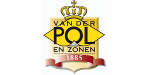 VAN DER
POL
EN ZONEN
1885